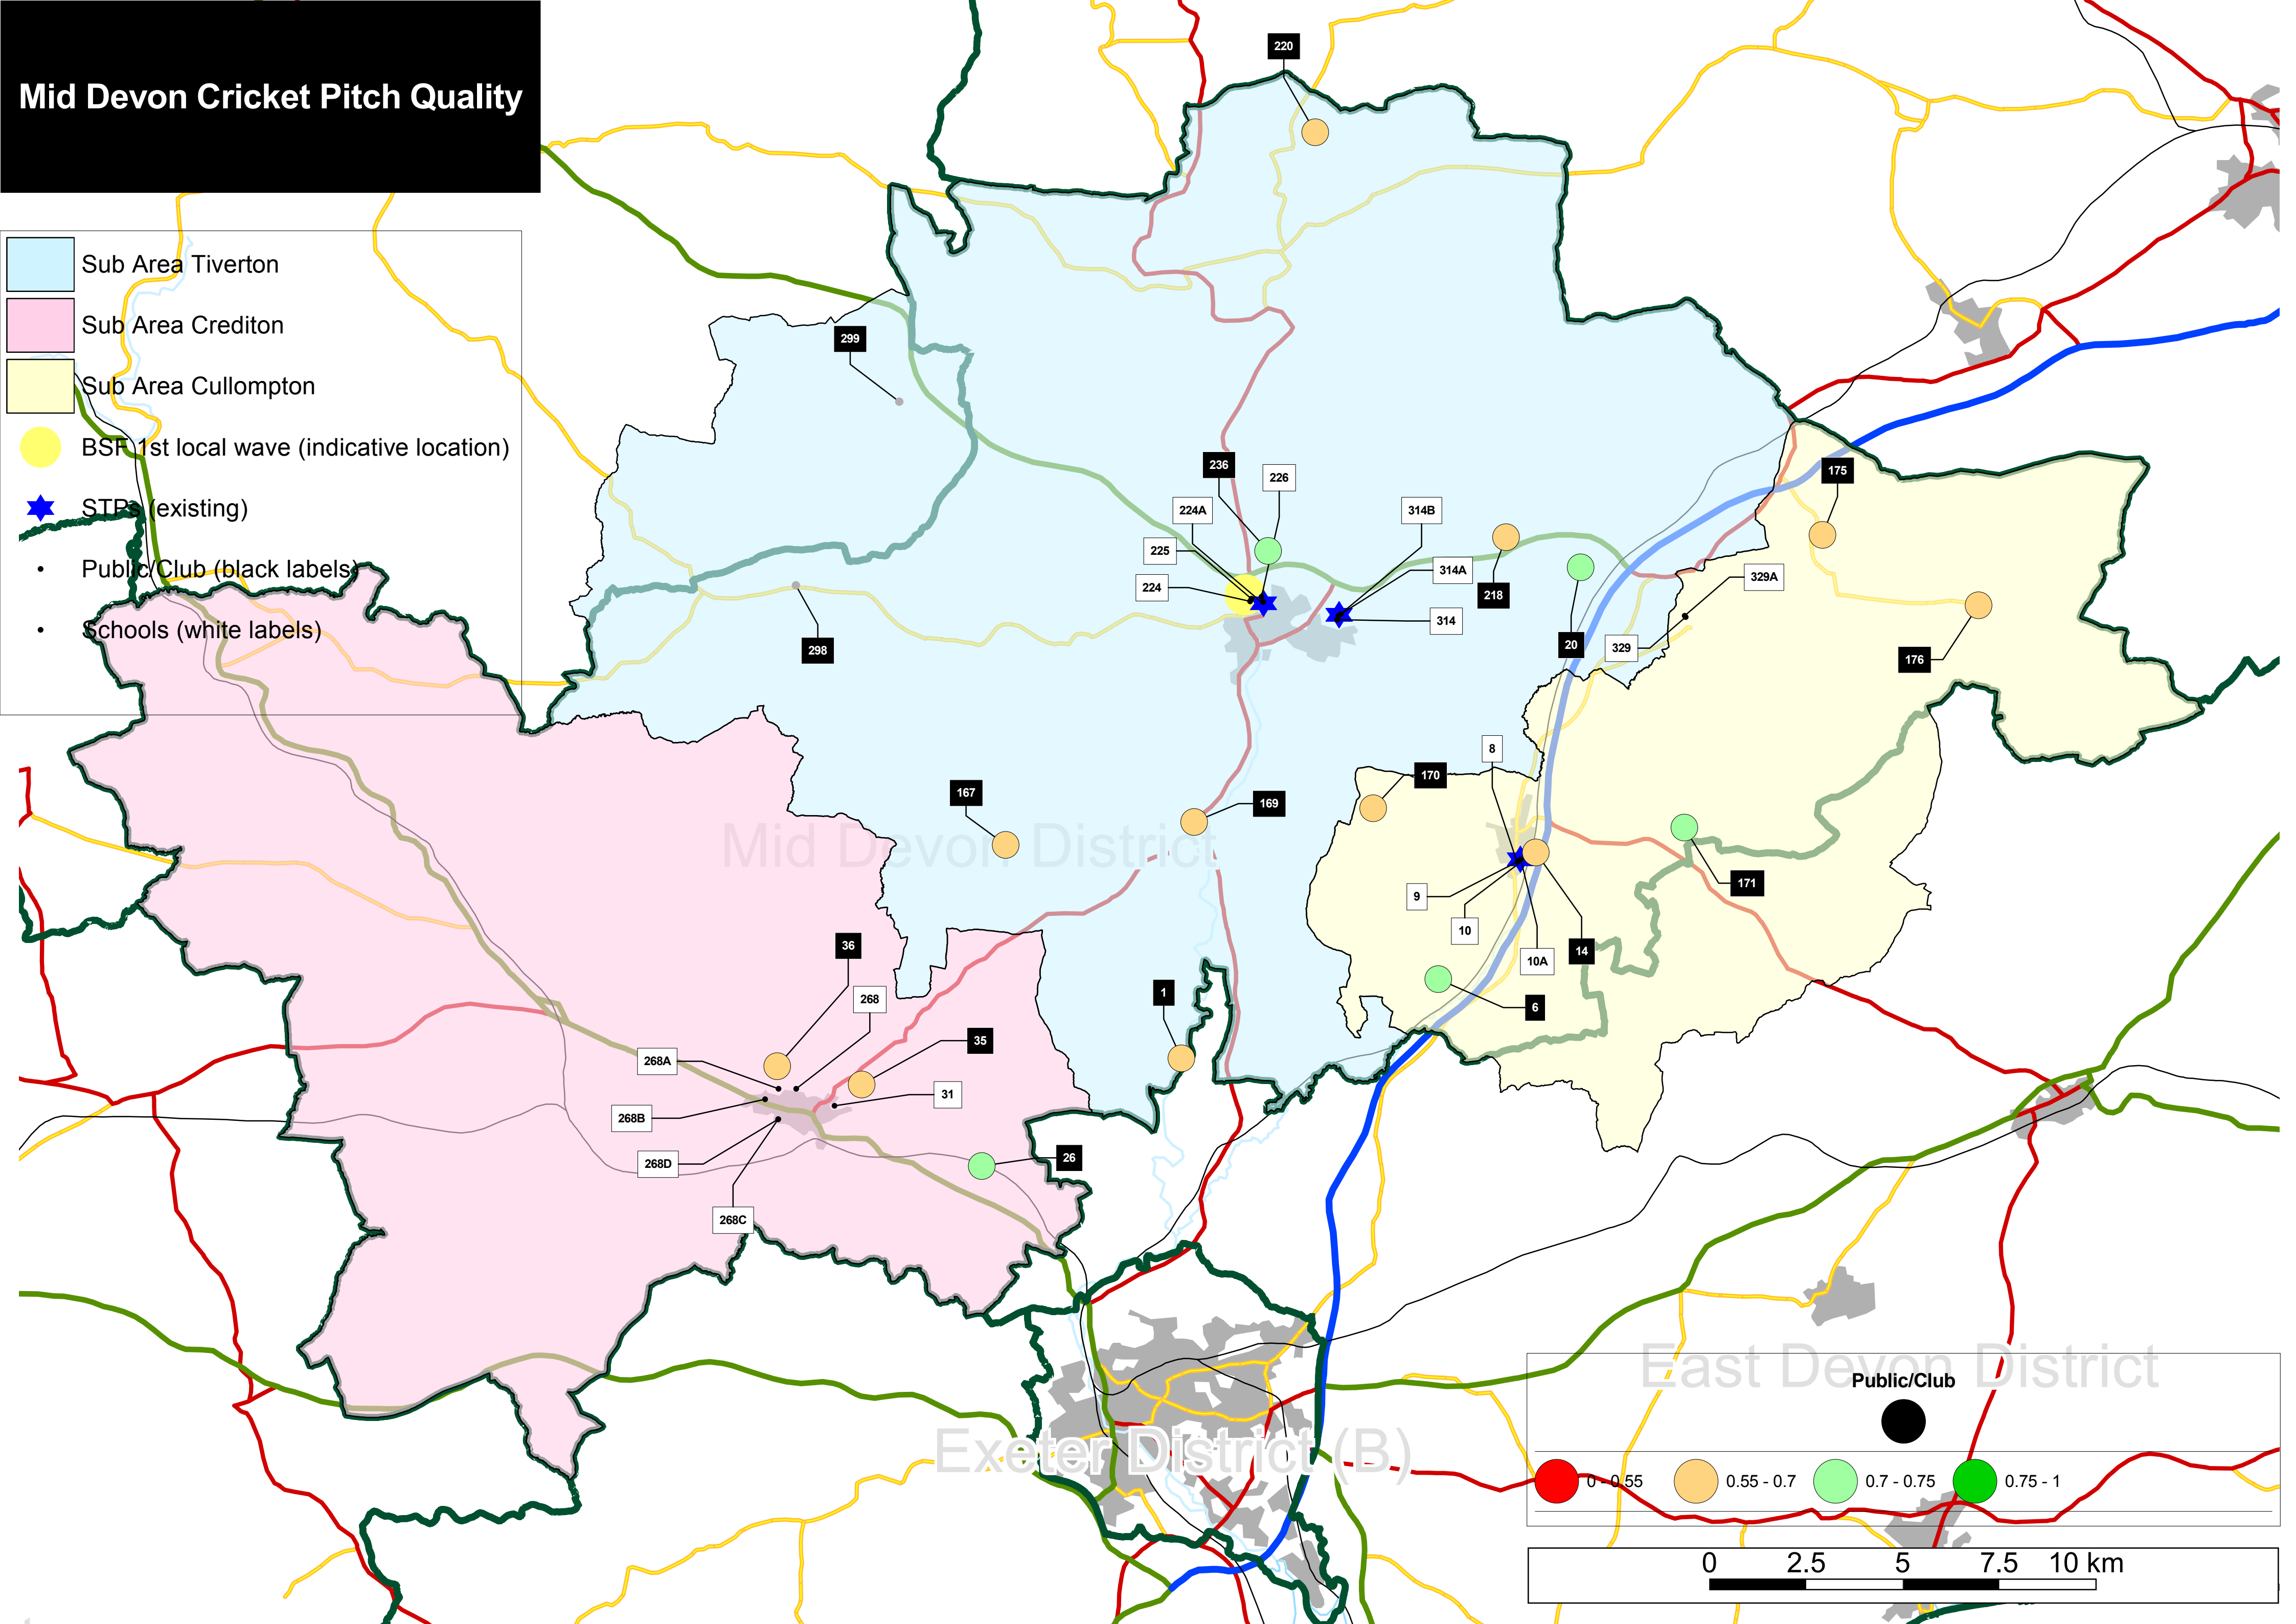 Mid Devon Cricket Pitch Quality
Sub Area Tiverton
Sub Area Crediton
Sub Area Cullompton
BSF 1st local wave (indicative location)
STPs (existing)
Public/Club (black labels)
Schools (white labels)
220
299
236
226
224A
225
224
314B
314A
314
218
20
175
329A
329
176
298
167
169
170
8
Mid Devon District
9
10
10A
14
171
6
36
268
1
35
268A
31
268B
268D
26
268C
East Devon District
Public/Club
Exeter District (B)
0 - 0.55
0.55 - 0.7
0.7 - 0.75
0.75 - 1
0 2.5 5 7.5 10 km